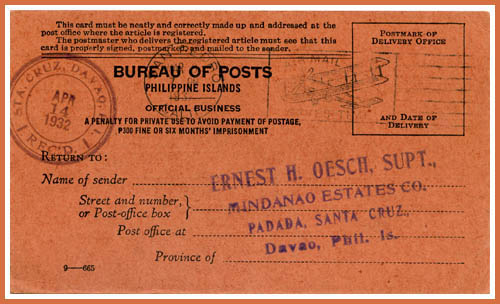 This card must be neatly and correctly made up and addressed at the
post office where the article is registered.
The postmaster who delivers the registered article must see that this
card is properly signed, postmarked, and mailed to the sender.
POSTMARK OF
DELIVERY OFFICE
AND DATE OF
DELIVERY
STA. CRUZ, DAVAO, P.I.
APR
14
1932
REC'D.
MAIL
BUREAU OF POSTS
PHILIPPINE ISLANDS
OFFICIAL BUSINESS
A PENALTY FOR PRIVATE USE TO AVOID PAYMENT OF POSTAGE,
P300 FINE OR SIX MONTHS' IMPRISONMENT
RETURN TO:
Name of sender
ERNEST H. OESCH, SUPT.,
Street and number,
or Post-office box
MINDANAO ESTATES CO.
Post office at
PADADA, SANTA CRUZ,
Province of
Davao, Phil. Is.
9—665